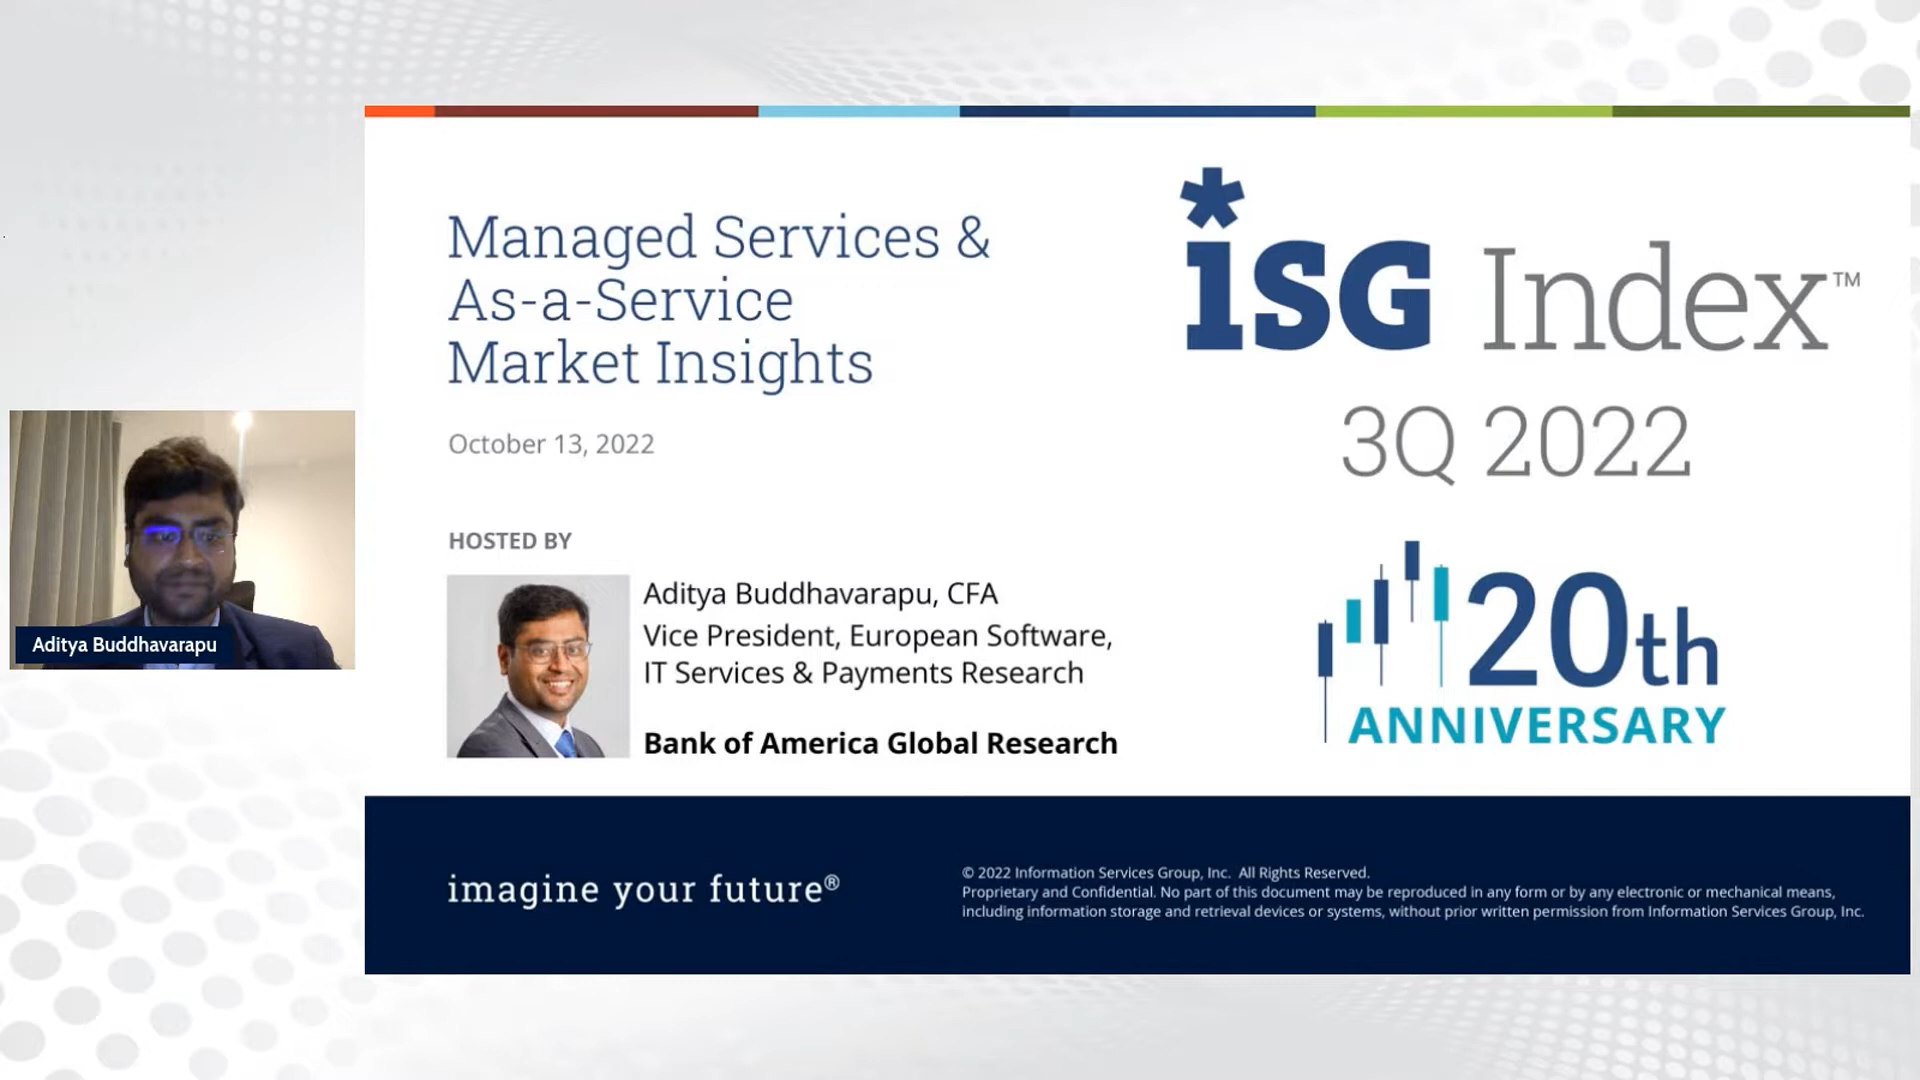 Managed Services &
As-a-Service
Market Insights
October 13, 2022
HOSTED BY
Aditya Buddhavarapu, CFA
Vice President, European Software,
IT Services & Payments Research
Bank of America Global Research
iSG Index™
3Q 2022
20th
ANNIVERSARY
Aditya Buddhavarapu
imagine your future®
© 2022 Information Services Group, Inc. All Rights Reserved.
Proprietary and Confidential. No part of this document may be reproduced in any form or by any electronic or mechanical means,
including information storage and retrieval devices or systems, without prior written permission from Information Services Group, Inc.